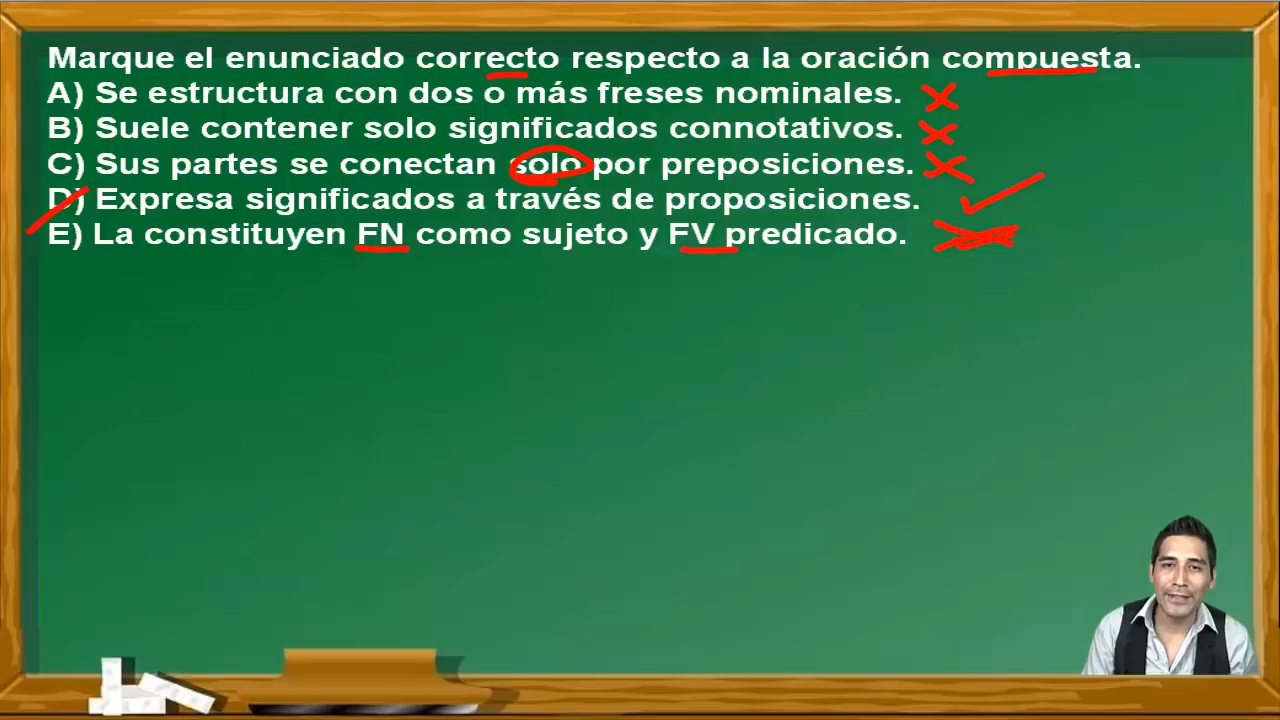 Marque el enunciado correcto respecto a la oración compuesta.
A) Se estructura con dos o más freses nominales.
B) Suele contener solo significados connotativos.
C) Sus partes se conectan solo por preposiciones.
D) Expresa significados a través de proposiciones.
E) La constituyen FN como sujeto y FV predicado.